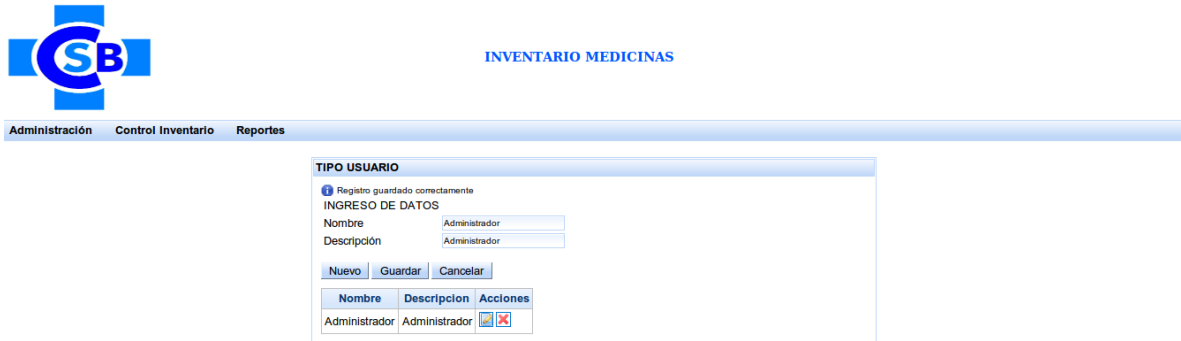 CSB
INVENTARIO MEDICINAS
Administración Control Inventario Reportes
TIPO USUARIO
Registro guardado correctamente
INGRESO DE DATOS
Nombre Administrador
Descripción Administrador
Nuevo Guardar Cancelar
Nombre Descripcion Acciones
Administrador Administrador